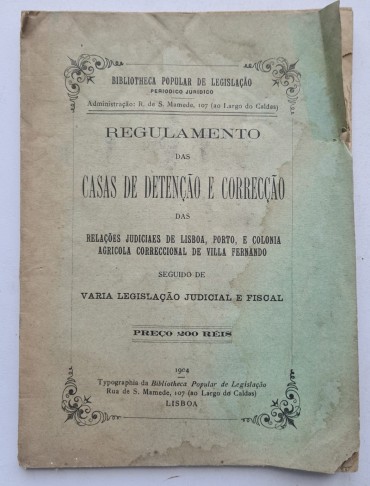 BIBLIOTHECA POPULAR DE LEGISLAÇÃO
PERIODICO JURIDICO
Administração: R. de S. Mamede, 107 (ao Largo do Caldas)
REGULAMENTO
DAS
CASAS DE DETENÇÃO E CORRECÇÃO
DAS
RELAÇÕES JUDICIAES DE LISBOA, PORTO, E COLONIA
AGRICOLA CORRECCIONAL DE VILLA FERNANDO
SEGUIDO DE
VARIA LEGISLAÇÃO JUDICIAL E FISCAL
PREÇO 200 RÉIS
1904
Typographia da Bibliotheca Popular de Legislação
Rua de S. Mamede, 107 (ao Largo do Caldas)
LISBOA